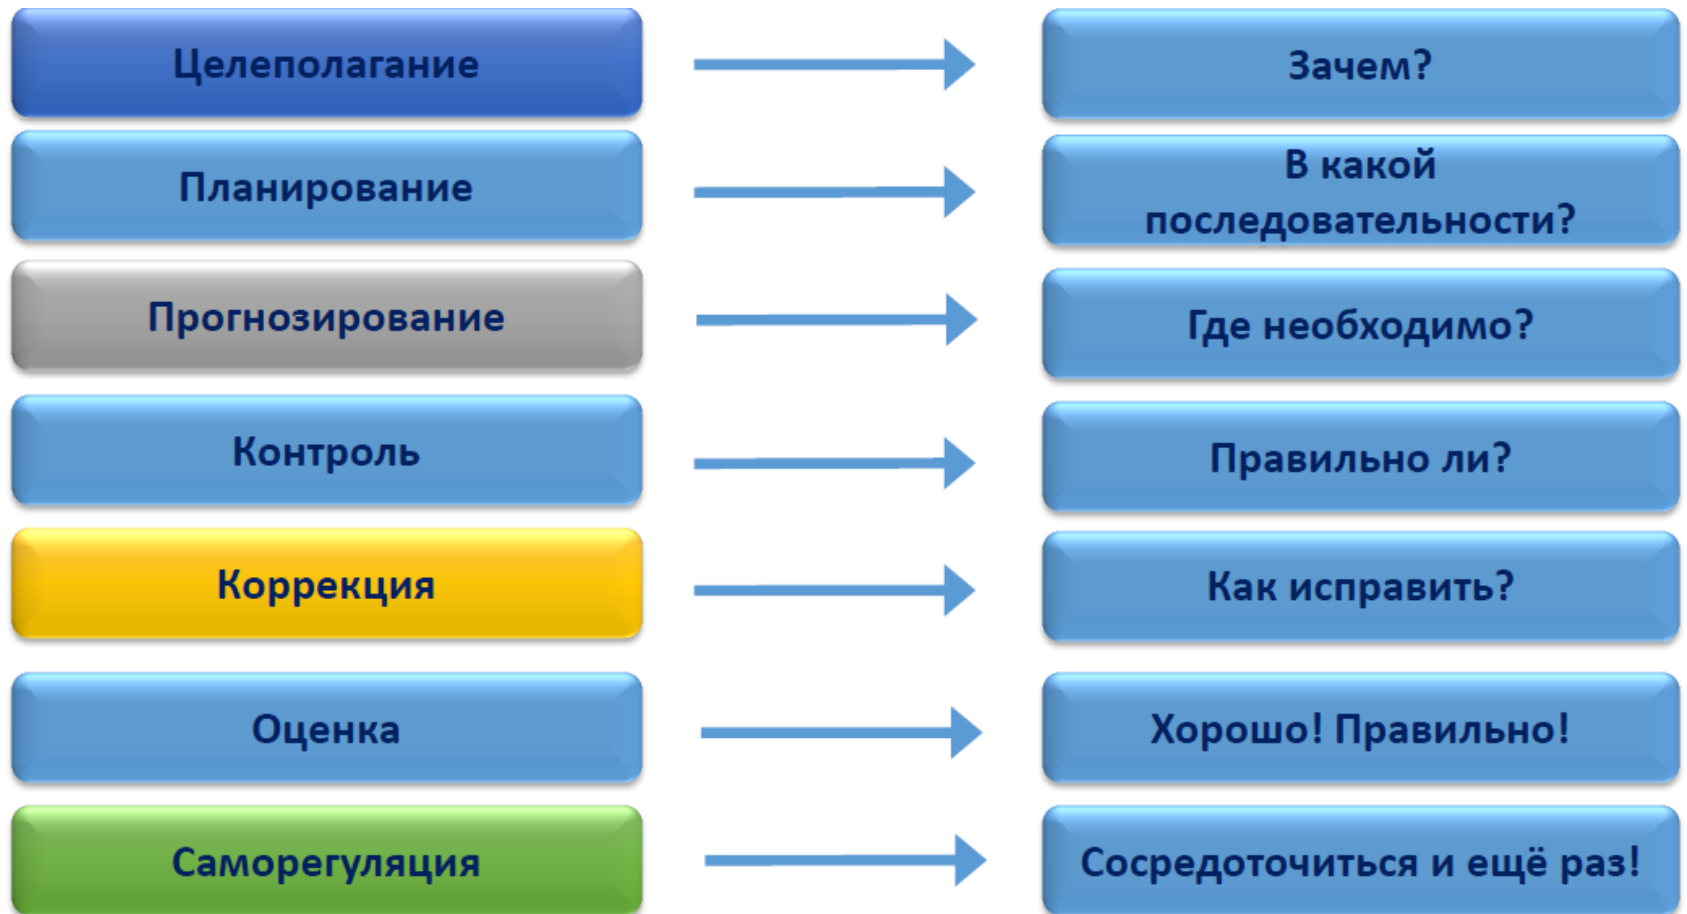 Целеполагание
Зачем?
Планирование
В какой
последовательности?
Прогнозирование
Где необходимо?
Контроль
Правильно ли?
Коррекция
Как исправить?
Оценка
Хорошо! Правильно!
Саморегуляция
Сосредоточиться и ещё раз!